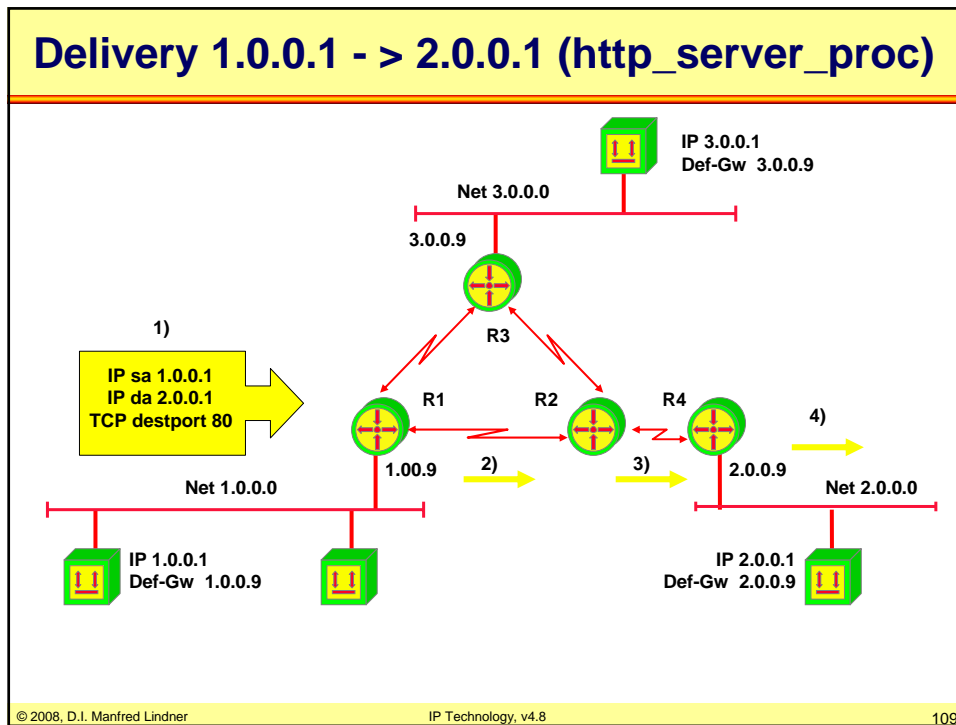 Delivery 1.0.0.1 - > 2.0.0.1 (http_server_proc)
IP 3.0.0.1
Def-Gw 3.0.0.9
Net 3.0.0.0
3.0.0.9
R3
1)
IP sa 1.0.0.1
IP da 2.0.0.1
TCP destport 80
R1
R2
R4
4)
1.00.9
2)
3)
2.0.0.9
Net 1.0.0.0
Net 2.0.0.0
IP 1.0.0.1
Def-Gw 1.0.0.9
IP 2.0.0.1
Def-Gw 2.0.0.9
© 2008, D.I. Manfred Lindner
IP Technology, v4.8
109